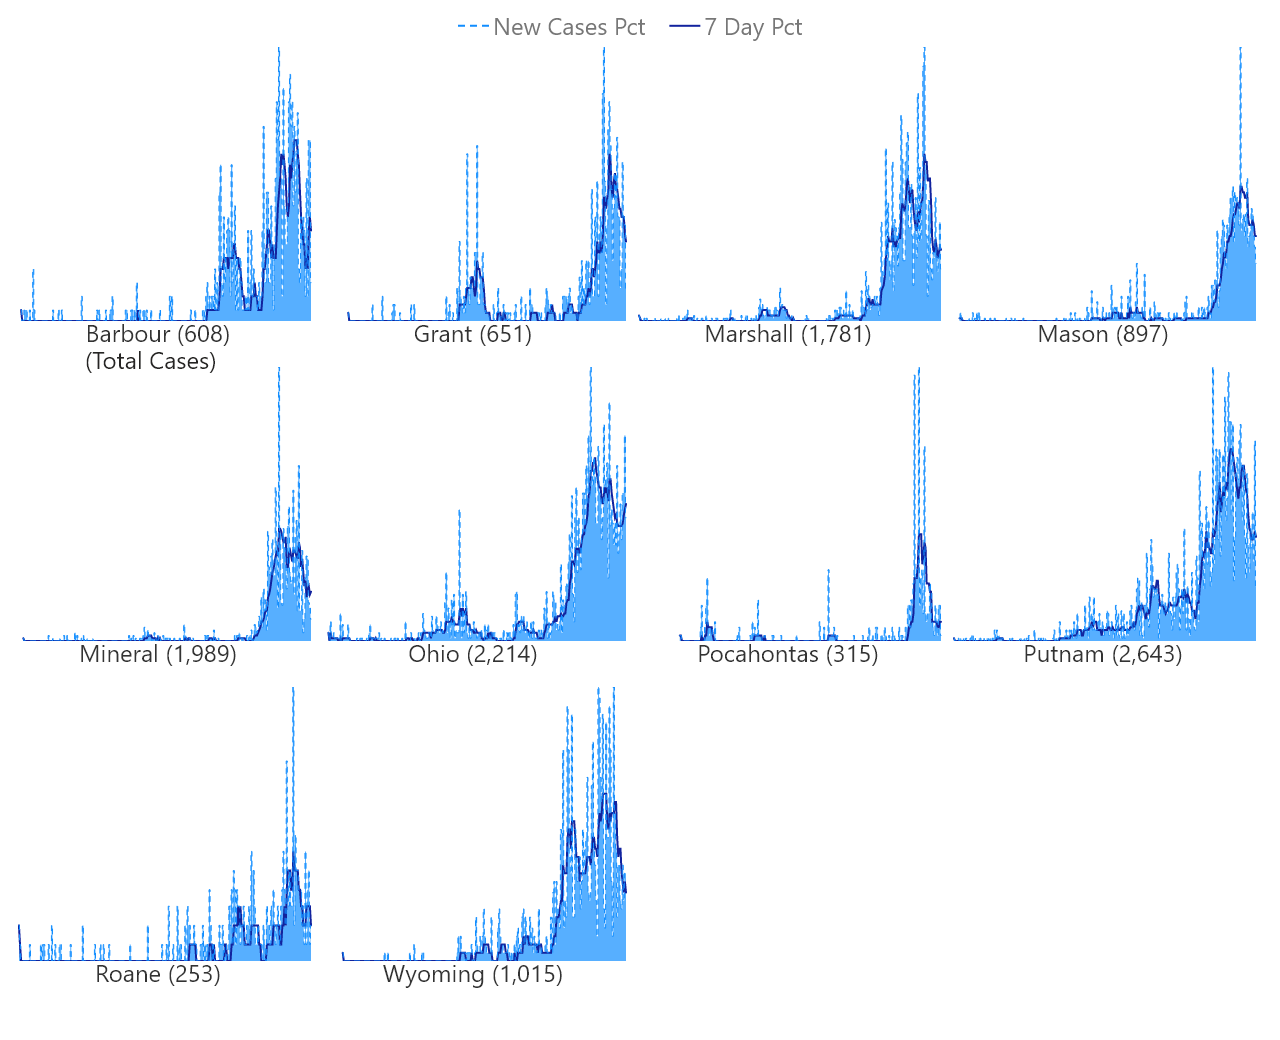 New Cases Pct 7 Day Pct
Barbour (608)
(Total Cases)
Grant (651)
Marshall (1,781)
Mason (897)
Mineral (1,989)
Ohio (2,214)
Pocahontas (315)
Putnam (2,643)
Roane (253)
Wyoming (1,015)